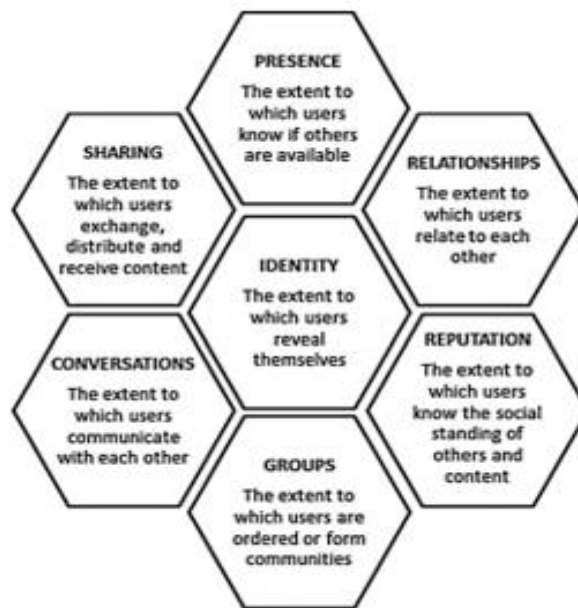 PRESENCE
The extent to
which users
know if others
are available
SHARING
The extent to
which users
exchange,
distribute and
receive content
RELATIONSHIPS
The extent to
which users
relate to each
other
IDENTITY
The extent to
which users
reveal
themselves
CONVERSATIONS
The extent to
which users
communicate
with each other
REPUTATION
The extent to
which users
know the social
standing of
others and
content
GROUPS
The extent to
which users are
ordered or form
communities